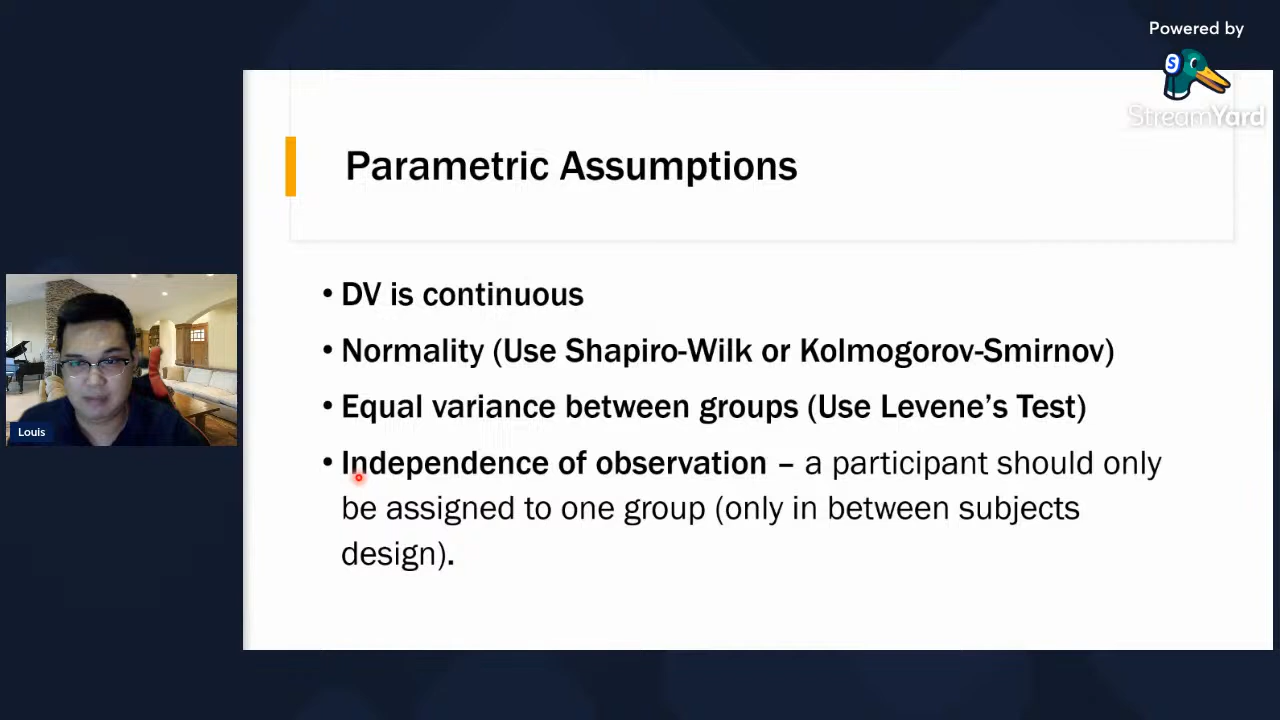 Powered by
S
StreamYard
Parametric Assumptions
• DV is continuous
• Normality (Use Shapiro-Wilk or Kolmogorov-Smirnov)
• Equal variance between groups (Use Levene’s Test)
• Independence of observation – a participant should only
be assigned to one group (only in between subjects
design).
Louis